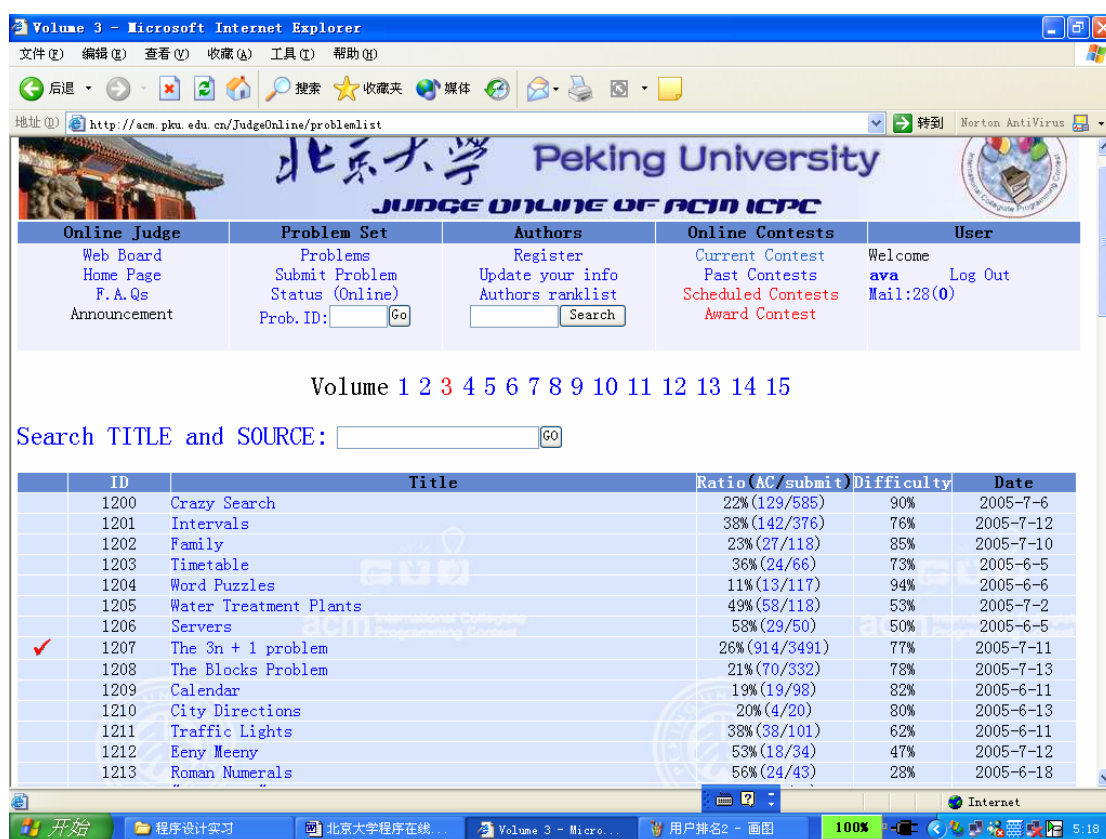 Volume 3 - Microsoft Internet Explorer
文件(F) 编辑(E) 查看(V) 收藏(A) 工具(T) 帮助(H)
后退 搜索 收藏夹 媒体
地址(D) http://acm.pku.edu.cn/JudgeOnline/problemlist 转到 Norton AntiVirus
北京大学 Peking University
JUDGE ONLINE OF ACM ICPC
Online Judge Problem Set Authors Online Contests User
Web Board Problems Register Current Contest Welcome
Home Page Submit Problem Update your info Past Contests ava Log Out
F.A.Qs Status (Online) Authors ranklist Scheduled Contests Mail:28(0)
Announcement Prob.ID: Go Search Award Contest
Volume 1 2 3 4 5 6 7 8 9 10 11 12 13 14 15
Search TITLE and SOURCE: GO
ID Title Ratio(AC/submit) Difficulty Date
1200 Crazy Search 22%(129/585) 90% 2005-7-6
1201 Intervals 38%(142/376) 76% 2005-7-12
1202 Family 23%(27/118) 85% 2005-7-10
1203 Timetable 36%(24/66) 73% 2005-6-5
1204 Word Puzzles 11%(13/117) 94% 2005-6-6
1205 Water Treatment Plants 49%(58/118) 53% 2005-7-2
1206 Servers 58%(29/50) 50% 2005-6-5
1207 The 3n + 1 problem 26%(914/3491) 77% 2005-7-11
1208 The Blocks Problem 21%(70/332) 78% 2005-7-13
1209 Calendar 19%(19/98) 82% 2005-6-11
1210 City Directions 20%(4/20) 80% 2005-6-13
1211 Traffic Lights 38%(38/101) 62% 2005-6-11
1212 Eeny Meeny 53%(18/34) 47% 2005-7-12
1213 Roman Numerals 56%(24/43) 28% 2005-6-18
Internet
开始 程序设计实习 北京大学程序在线... Volume 3 - Micro... 用户排名2 - 画图 100% 5:18